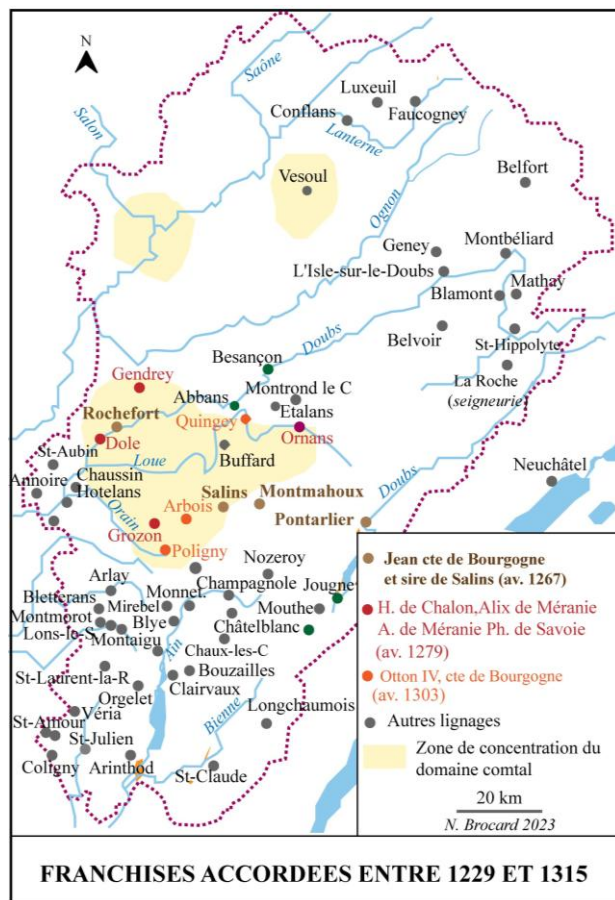 N
Saône
Luxeuil
Conflans
Faucogney
Lanterne
Salon
Vesoul
Belfort
Ognon
Geney
Montbéliard
L'Isle-sur-le-Doubs
Blamont
Mathay
Belvoir
St-Hippolyte
Doubs
La Roche
(seigneurie)
Besançon
Gendrey
Abbans
Montrond le C
Rochefort
Quingey
Etalans
Dole
Ornans
Loue
Buffard
St-Aubin
Chaussin
Annoire
Hotelans
Neuchâtel
Doubs
Orain
Salins
Montmahoux
Arbois
Pontarlier
Grozon
Poligny
Nozeroy
Arlay
Champagnole
Jougne
Bletterans
Monnet.
Mirebel
Mouthe
Montmorot
Blye
Lons-le-S
Châtelblanc
Montaigu
Chaux-les-C
Ain
Bouzailles
St-Laurent-la-R
Clairvaux
Orgelet
Longchaumois
Véria
Bienne
St-Amour
St-Julien
Coligny
Arinthod
St-Claude
Jean cte de Bourgogne
et sire de Salins (av. 1267)
H. de Chalon,Alix de Méranie
A. de Méranie Ph. de Savoie
(av. 1279)
Otton IV, cte de Bourgogne
(av. 1303)
Autres lignages
Zone de concentration du
domaine comtal
20 km
N. Brocard 2023
FRANCHISES ACCORDEES ENTRE 1229 ET 1315